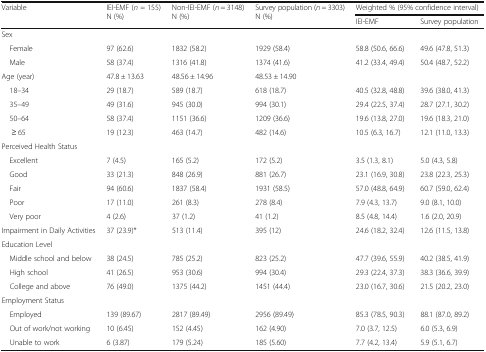 Variable IEI-EMF (n = 155) Non-IEI-EMF (n = 3148) Survey population (n = 3303) Weighted % (95% confidence interval)
N (%) N (%) N (%)
IEI-EMF Survey population
Sex
Female 97 (62.6) 1832 (58.2) 1929 (58.4) 58.8 (50.6, 66.6) 49.6 (47.8, 51.3)
Male 58 (37.4) 1316 (41.8) 1374 (41.6) 41.2 (33.4, 49.4) 50.4 (48.7, 52.2)
Age (year) 47.8 ± 13.63 48.56 ± 14.96 48.53 ± 14.90
18–34 29 (18.7) 589 (18.7) 618 (18.7) 40.5 (32.8, 48.8) 39.6 (38.0, 41.3)
35–49 49 (31.6) 945 (30.0) 994 (30.1) 29.4 (22.5, 37.4) 28.7 (27.1, 30.2)
50–64 58 (37.4) 1151 (36.6) 1209 (36.6) 19.6 (13.8, 27.0) 19.6 (18.3, 21.0)
≥ 65 19 (12.3) 463 (14.7) 482 (14.6) 10.5 (6.3, 16.7) 12.1 (11.0, 13.3)
Perceived Health Status
Excellent 7 (4.5) 165 (5.2) 172 (5.2) 3.5 (1.3, 8.1) 5.0 (4.3, 5.8)
Good 33 (21.3) 848 (26.9) 881 (26.7) 23.1 (16.9, 30.8) 23.8 (22.3, 25.3)
Fair 94 (60.6) 1837 (58.4) 1931 (58.5) 57.0 (48.8, 64.9) 60.7 (59.0, 62.4)
Poor 17 (11.0) 261 (8.3) 278 (8.4) 7.9 (4.3, 13.7) 9.0 (8.1, 10.0)
Very poor 4 (2.6) 37 (1.2) 41 (1.2) 8.5 (4.8, 14.4) 1.6 (2.0, 20.9)
Impairment in Daily Activities 37 (23.9)* 513 (11.4) 395 (12) 24.6 (18.2, 32.4) 12.6 (11.5, 13.8)
Education Level
Middle school and below 38 (24.5) 785 (25.2) 823 (25.2) 47.7 (39.6, 55.9) 40.2 (38.5, 41.9)
High school 41 (26.5) 953 (30.6) 994 (30.4) 29.3 (22.4, 37.3) 38.3 (36.6, 39.9)
College and above 76 (49.0) 1375 (44.2) 1451 (44.4) 23.0 (16.7, 30.6) 21.5 (20.2, 23.0)
Employment Status
Employed 139 (89.67) 2817 (89.49) 2956 (89.49) 85.3 (78.5, 90.3) 88.1 (87.0, 89.2)
Out of work/not working 10 (6.45) 152 (4.45) 162 (4.90) 7.0 (3.7, 12.5) 6.0 (5.3, 6.9)
Unable to work 6 (3.87) 179 (5.24) 185 (5.60) 7.7 (4.2, 13.4) 5.9 (5.1, 6.7)